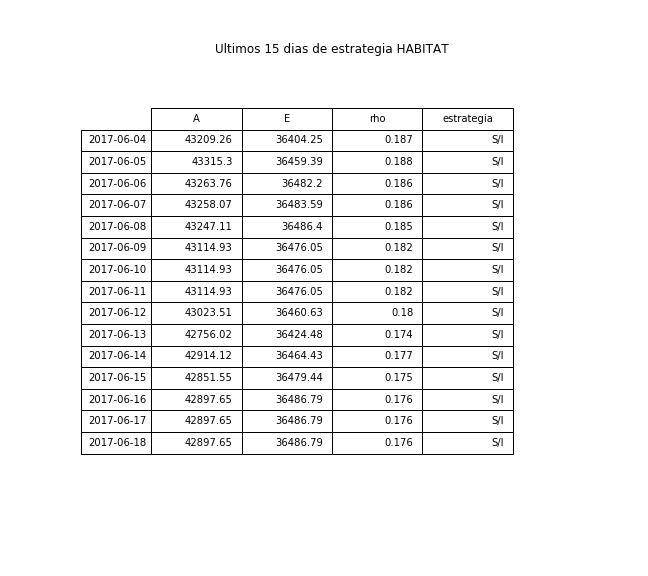 Ultimos 15 dias de estrategia HABITAT
A E rho estrategia
2017-06-04 43209.26 36404.25 0.187 S/I
2017-06-05 43315.3 36459.39 0.188 S/I
2017-06-06 43263.76 36482.2 0.186 S/I
2017-06-07 43258.07 36483.59 0.186 S/I
2017-06-08 43247.11 36486.4 0.185 S/I
2017-06-09 43114.93 36476.05 0.182 S/I
2017-06-10 43114.93 36476.05 0.182 S/I
2017-06-11 43114.93 36476.05 0.182 S/I
2017-06-12 43023.51 36460.63 0.18 S/I
2017-06-13 42756.02 36424.48 0.174 S/I
2017-06-14 42914.12 36464.43 0.177 S/I
2017-06-15 42851.55 36479.44 0.175 S/I
2017-06-16 42897.65 36486.79 0.176 S/I
2017-06-17 42897.65 36486.79 0.176 S/I
2017-06-18 42897.65 36486.79 0.176 S/I